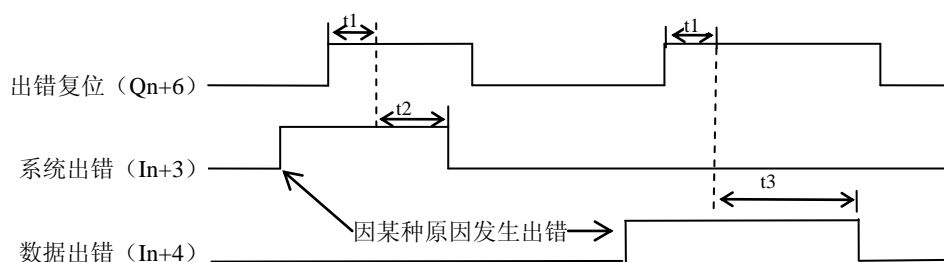 t1
t1
出错复位（Qn+6）
t2
系统出错（In+3）
t3
因某种原因发生出错
数据出错（In+4）